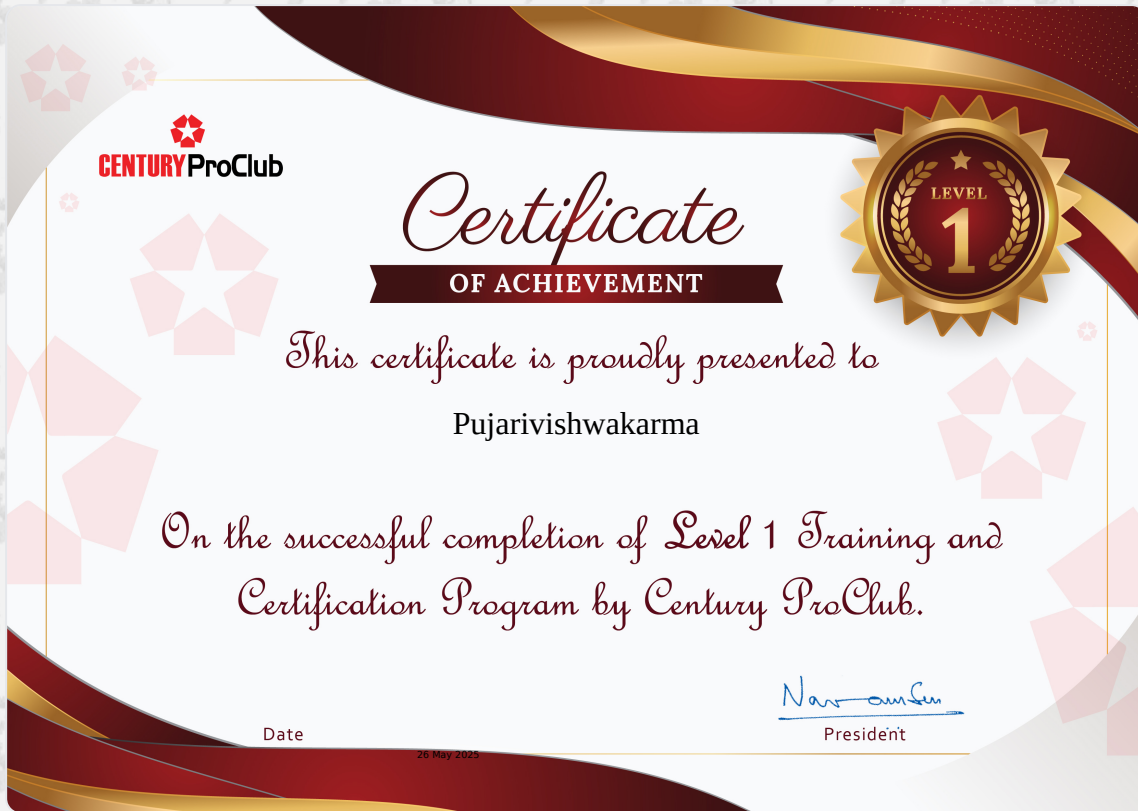 CENTURY ProClub
Certificate
LEVEL
1
OF ACHIEVEMENT
This certificate is proudly presented to
Pujarivishwakarma
On the successful completion of Level 1 Training and
Certification Program by Century ProClub.
Date
President
26 May 2025